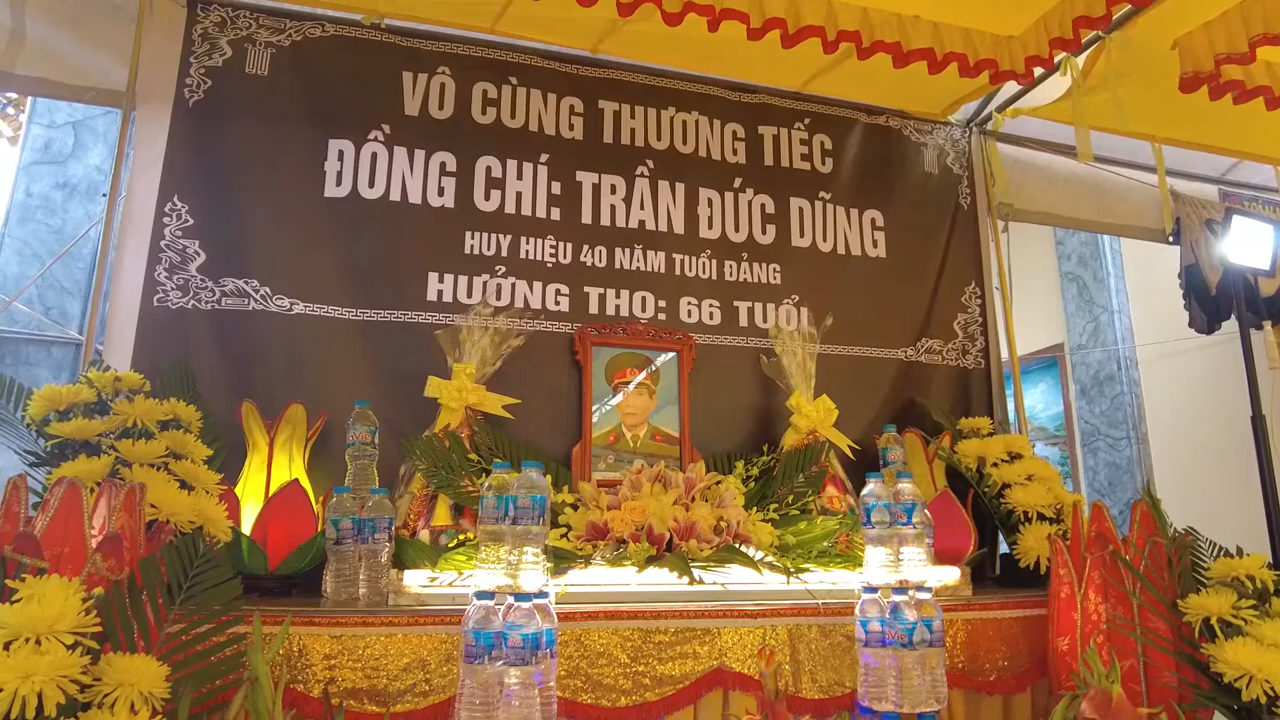 VÔ CÙNG THƯƠNG TIẾC
ĐỒNG CHÍ: TRẦN ĐỨC DŨNG
HUY HIỆU 40 NĂM TUỔI ĐẢNG
HƯỞNG THỌ: 66 TUỔI
LaVie